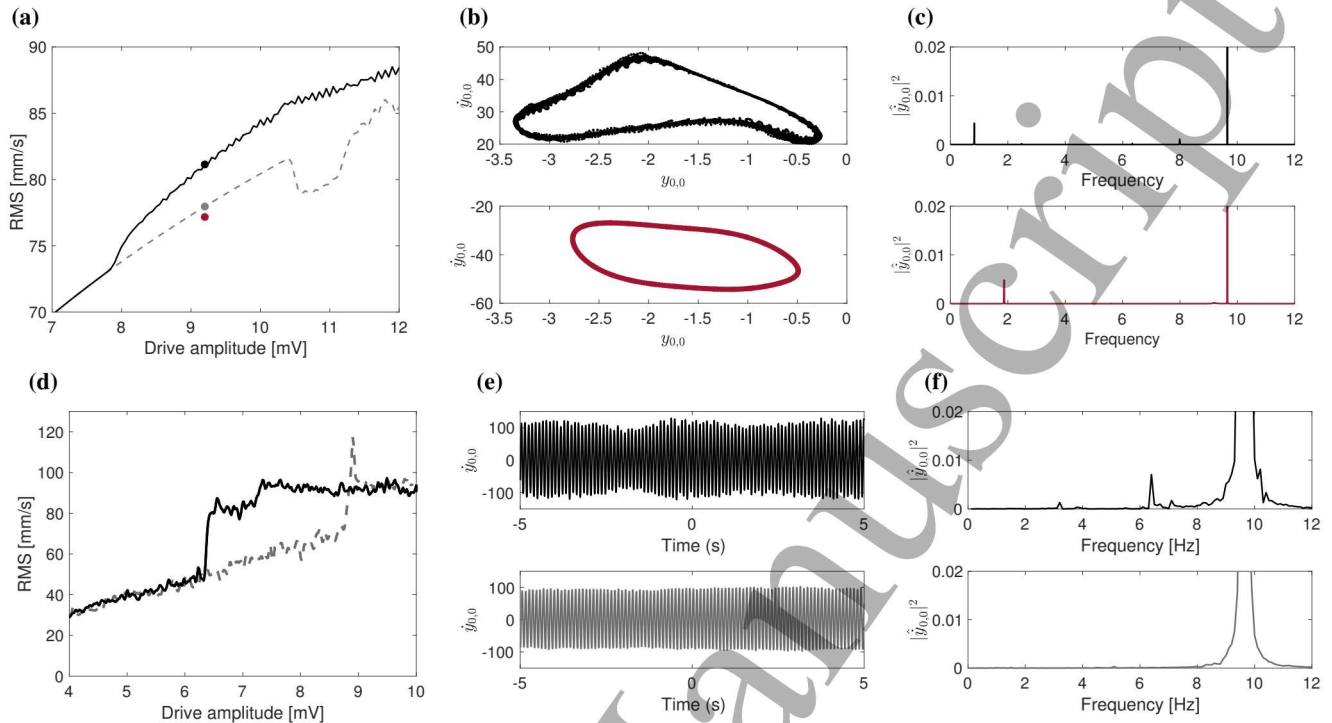 (a)
90
85
80
75
70
RMS [mm/s]
7 8 9 10 11 12
Drive amplitude [mV]
(b)
50
40
30
20
ẏ0,0
-3.5 -3 -2.5 -2 -1.5 -1 -0.5 0
y0,0
-20
-40
-60
ẏ0,0
-3.5 -3 -2.5 -2 -1.5 -1 -0.5 0
y0,0
(c)
0.02
0.01
0
|ẏ̂0,0|²
0 2 4 6 8 10 12
Frequency
0.02
0.01
0
|ẏ̂0,0|²
0 2 4 6 8 10 12
Frequency
(d)
120
100
80
60
40
20
0
RMS [mm/s]
4 5 6 7 8 9 10
Drive amplitude [mV]
(e)
100
0
-100
ẏ0,0
-5 0 5
Time (s)
100
0
-100
ẏ0,0
-5 0 5
Time (s)
(f)
0.02
0.01
0
|ẏ̂0,0|²
0 2 4 6 8 10 12
Frequency [Hz]
0.02
0.01
0
|ẏ̂0,0|²
0 2 4 6 8 10 12
Frequency [Hz]
anuscript